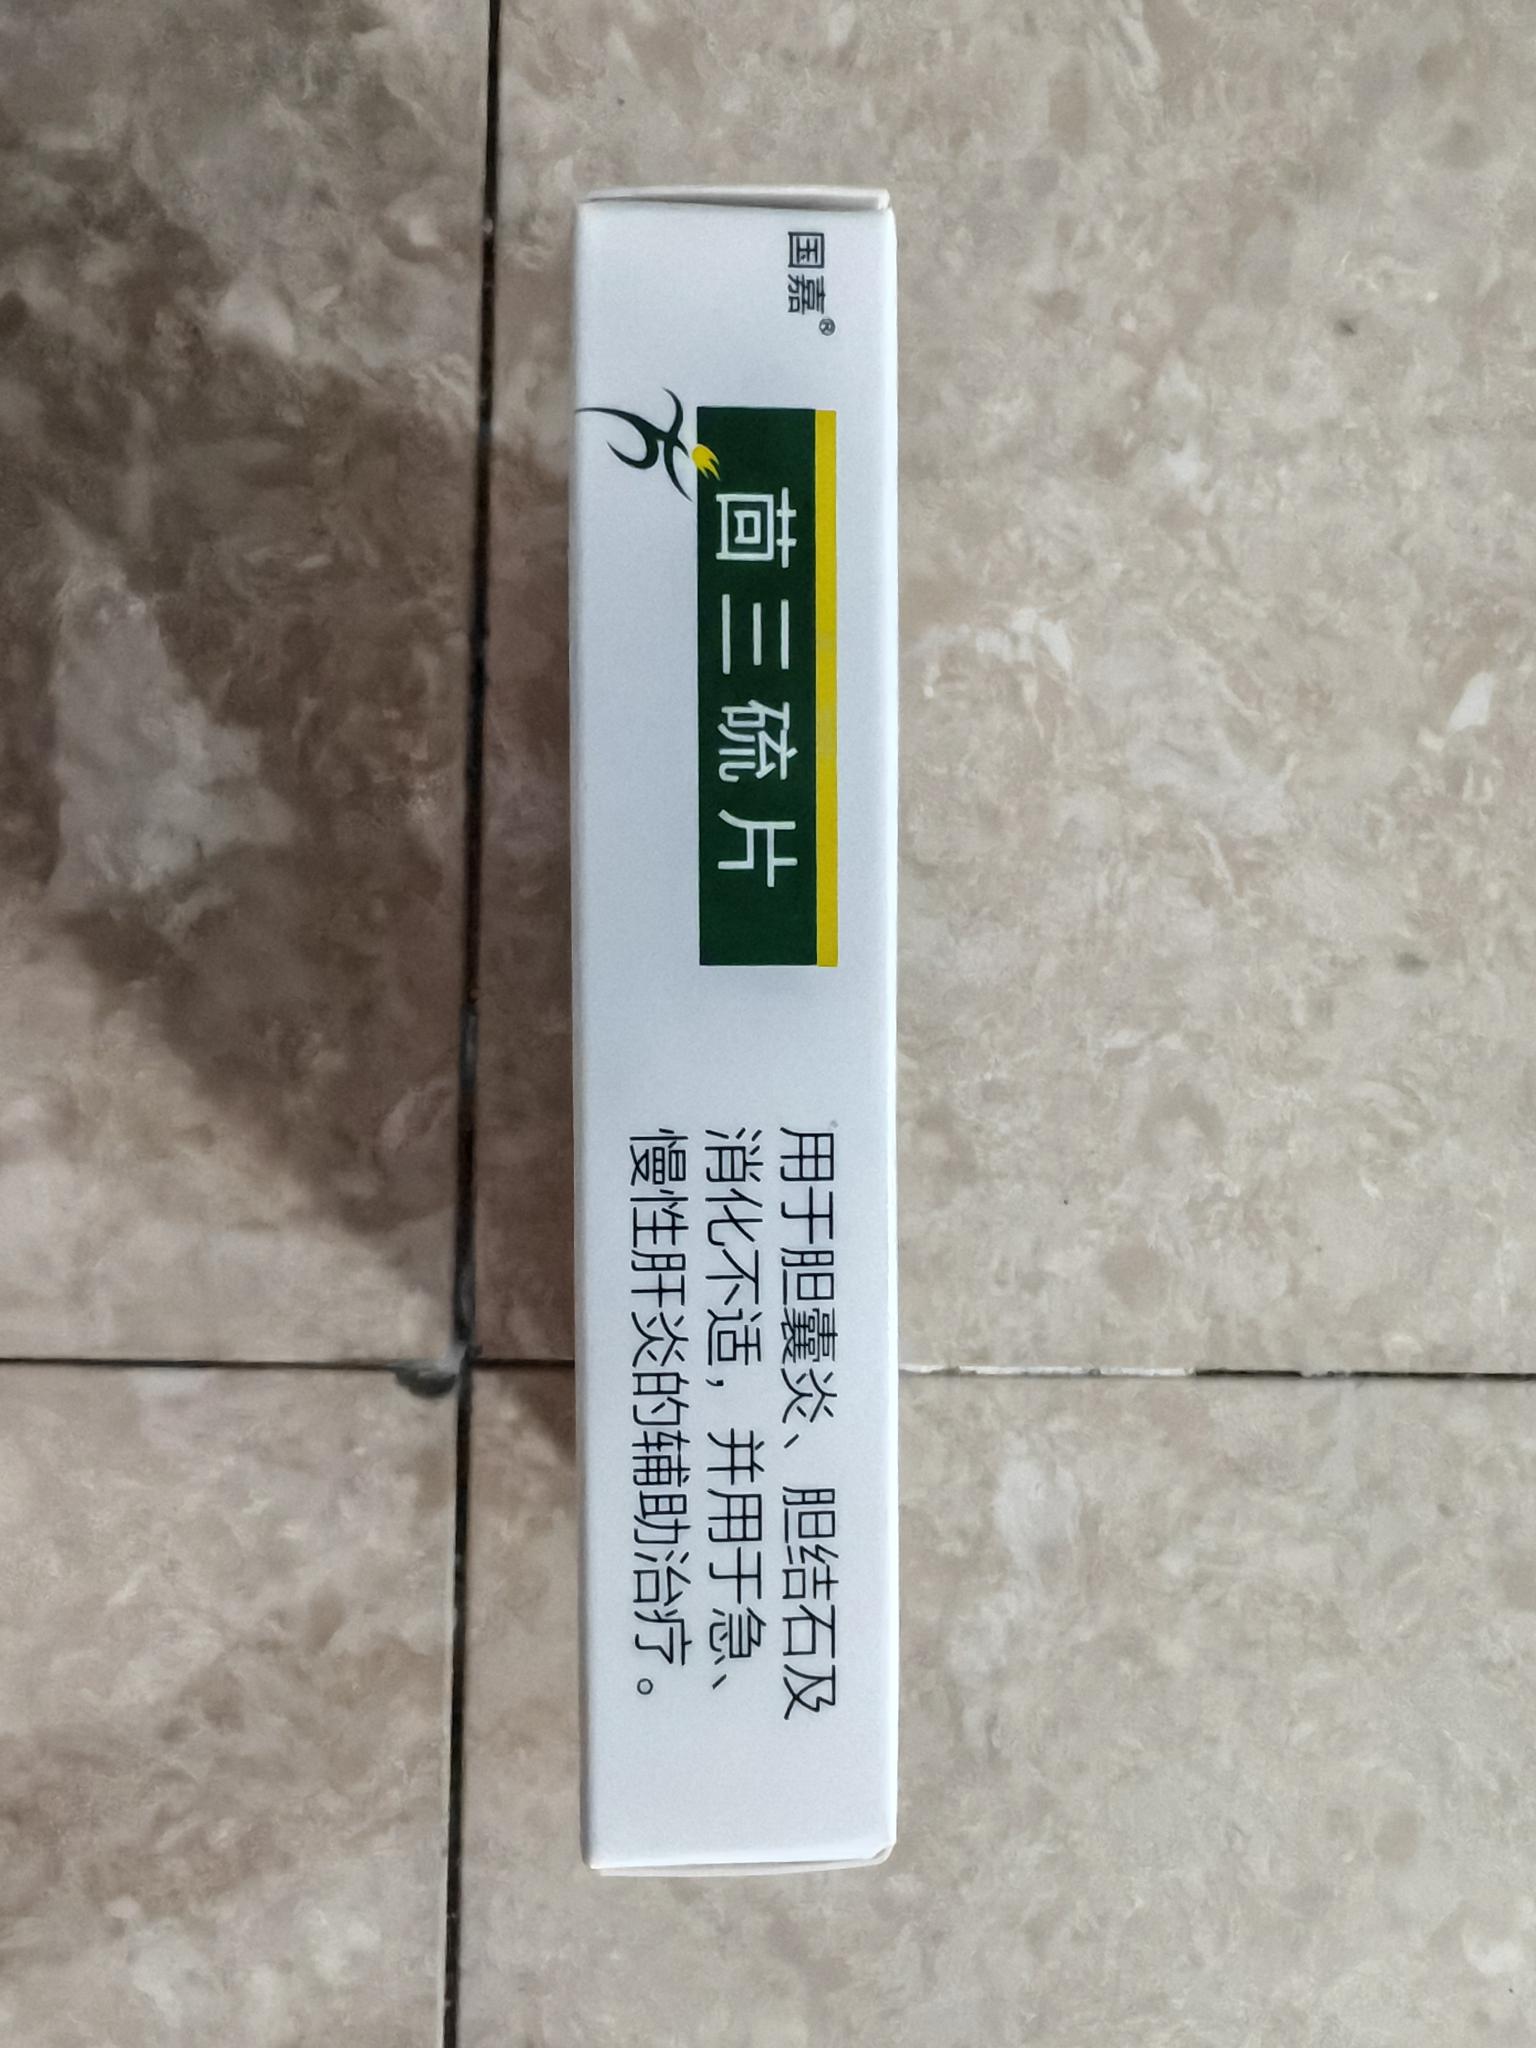 国嘉®
茴三硫片
用于胆囊炎、胆结石及
消化不适，并用于急、
慢性肝炎的辅助治疗。